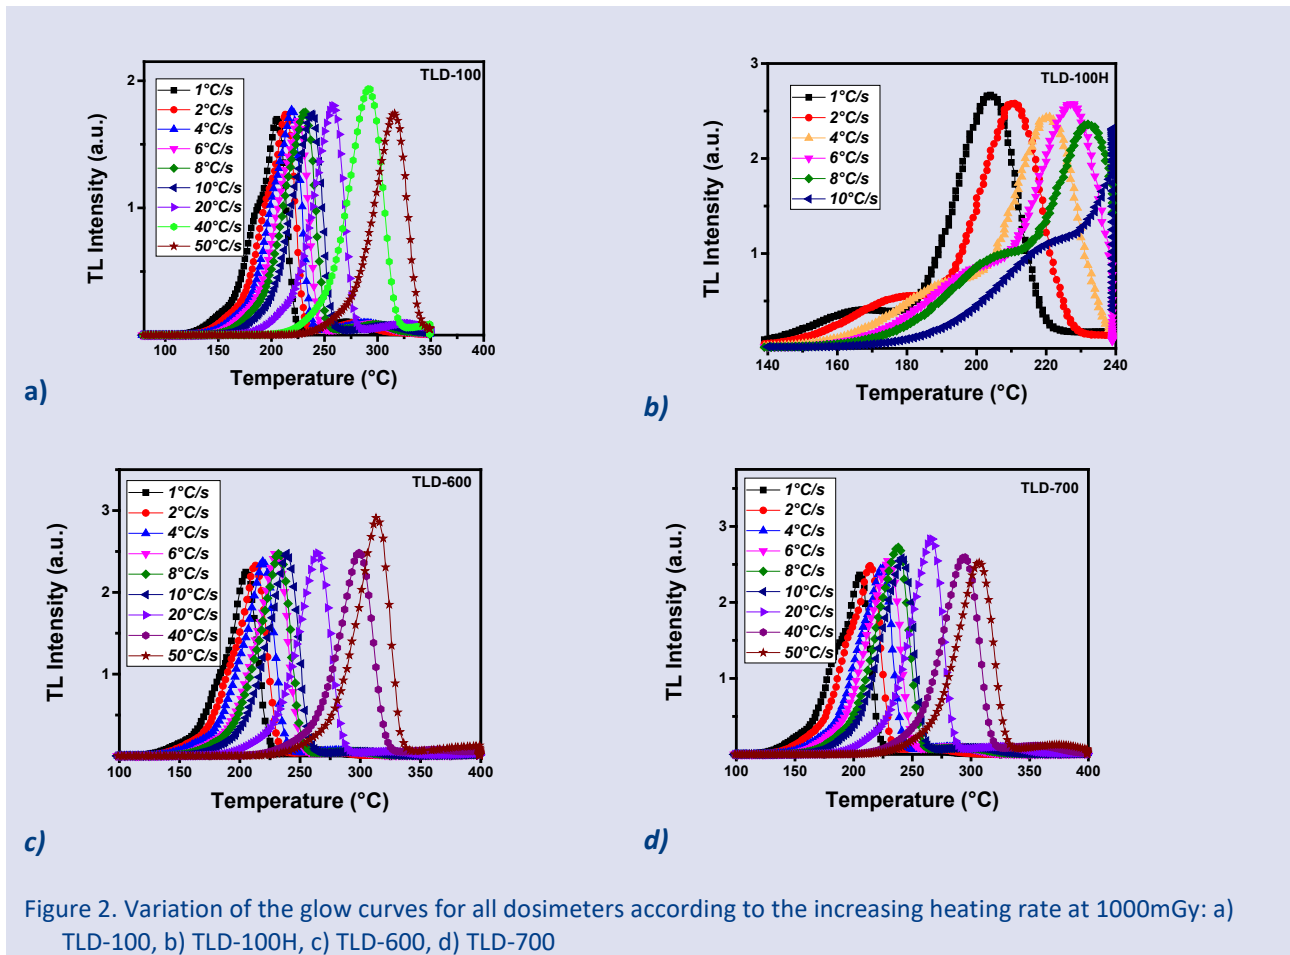 TLD-100
1°C/s
2°C/s
4°C/s
6°C/s
8°C/s
10°C/s
20°C/s
40°C/s
50°C/s
TL Intensity (a.u.)
2
1
100 150 200 250 300 350 400
Temperature (°C)
a)
TLD-100H
1°C/s
2°C/s
4°C/s
6°C/s
8°C/s
10°C/s
TL Intensity (a.u.)
3
2
1
140 160 180 200 220 240
Temperature (°C)
b)
TLD-600
1°C/s
2°C/s
4°C/s
6°C/s
8°C/s
10°C/s
20°C/s
40°C/s
50°C/s
TL Intensity (a.u.)
3
2
1
100 150 200 250 300 350 400
Temperature (°C)
c)
TLD-700
1°C/s
2°C/s
4°C/s
6°C/s
8°C/s
10°C/s
20°C/s
40°C/s
50°C/s
TL Intensity (a.u.)
3
2
1
100 150 200 250 300 350 400
Temperature (°C)
d)
Figure 2. Variation of the glow curves for all dosimeters according to the increasing heating rate at 1000mGy: a)
TLD-100, b) TLD-100H, c) TLD-600, d) TLD-700